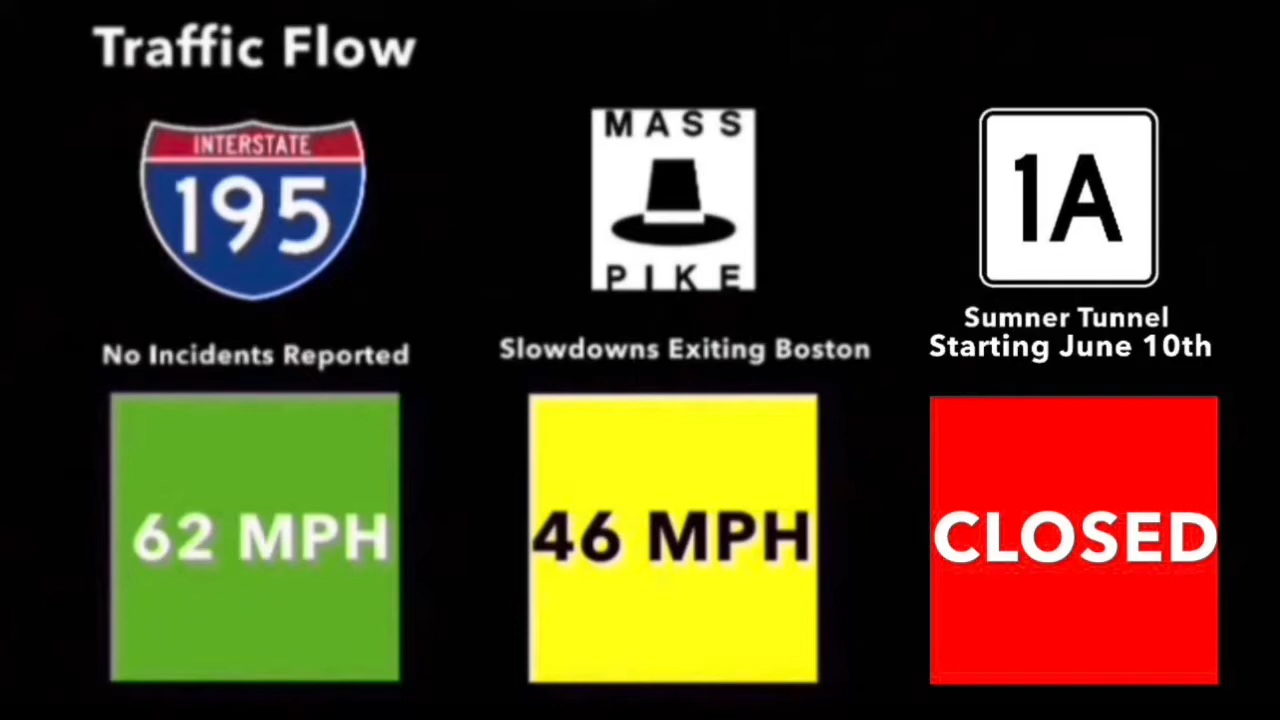 Traffic Flow
INTERSTATE
195
No Incidents Reported
62 MPH
MASS
PIKE
Slowdowns Exiting Boston
46 MPH
1A
Sumner Tunnel
Starting June 10th
CLOSED